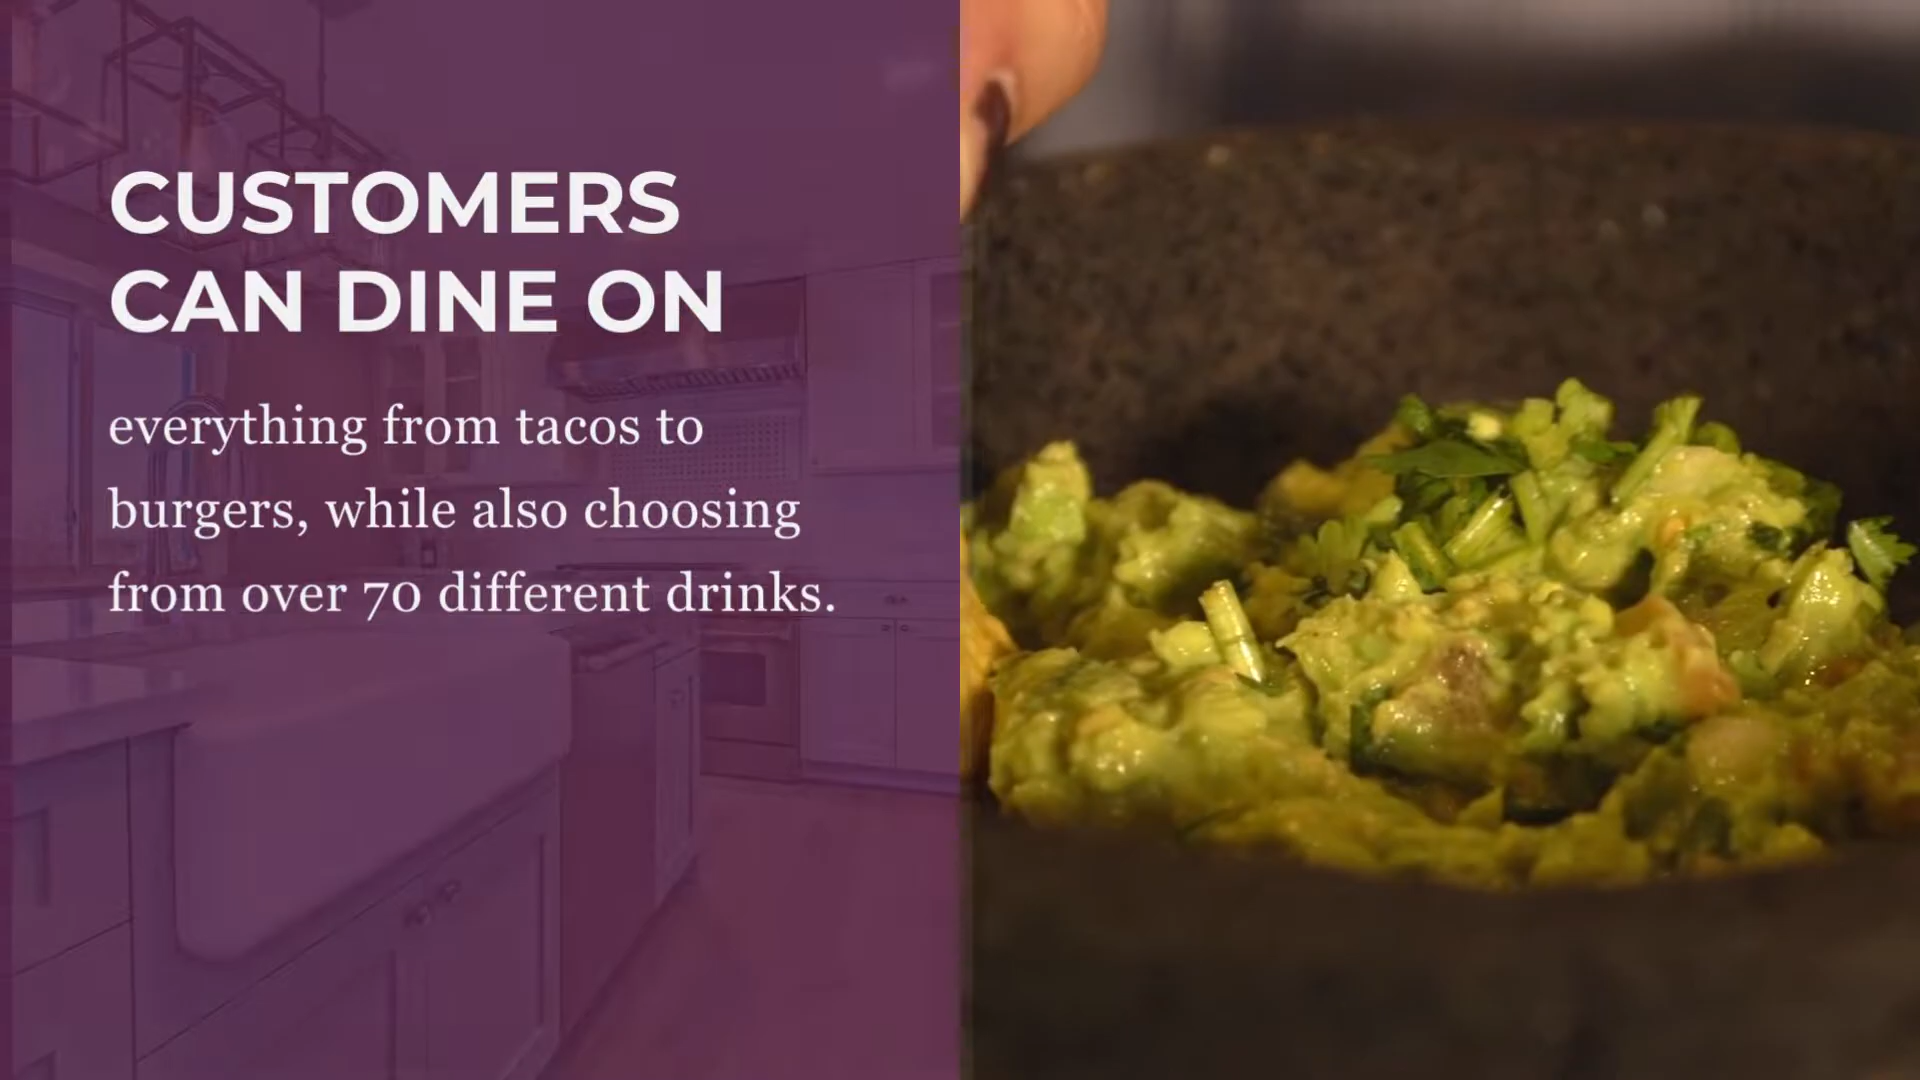 CUSTOMERS
CAN DINE ON
everything from tacos to
burgers, while also choosing
from over 70 different drinks.